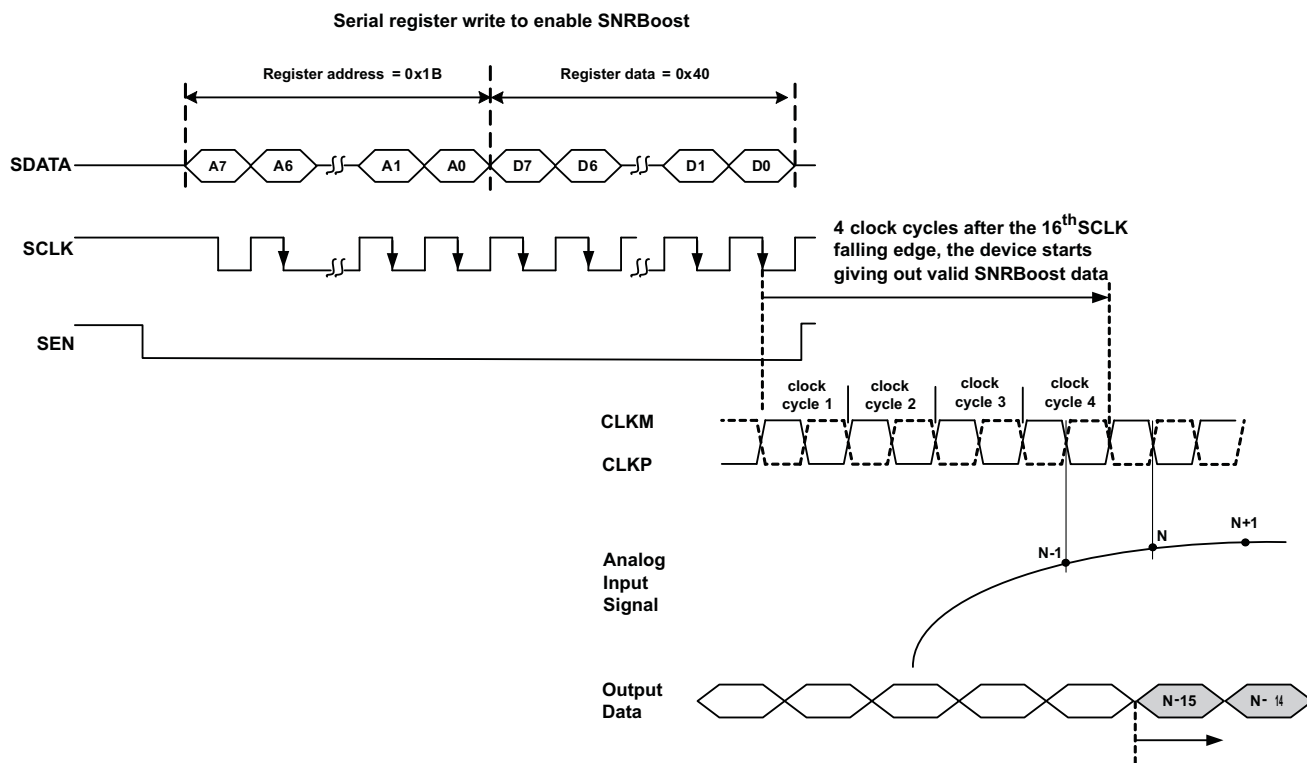 Serial register write to enable SNRBoost
Register address = 0x1B
Register data = 0x40
SDATA
A7
A6
A1
A0
D7
D6
D1
D0
SCLK
4 clock cycles after the 16th SCLK
falling edge, the device starts
giving out valid SNRBoost data
SEN
clock
cycle 1
clock
cycle 2
clock
cycle 3
clock
cycle 4
CLKM
CLKP
Analog
Input
Signal
N-1
N
N+1
Output
Data
N-15
N- 14